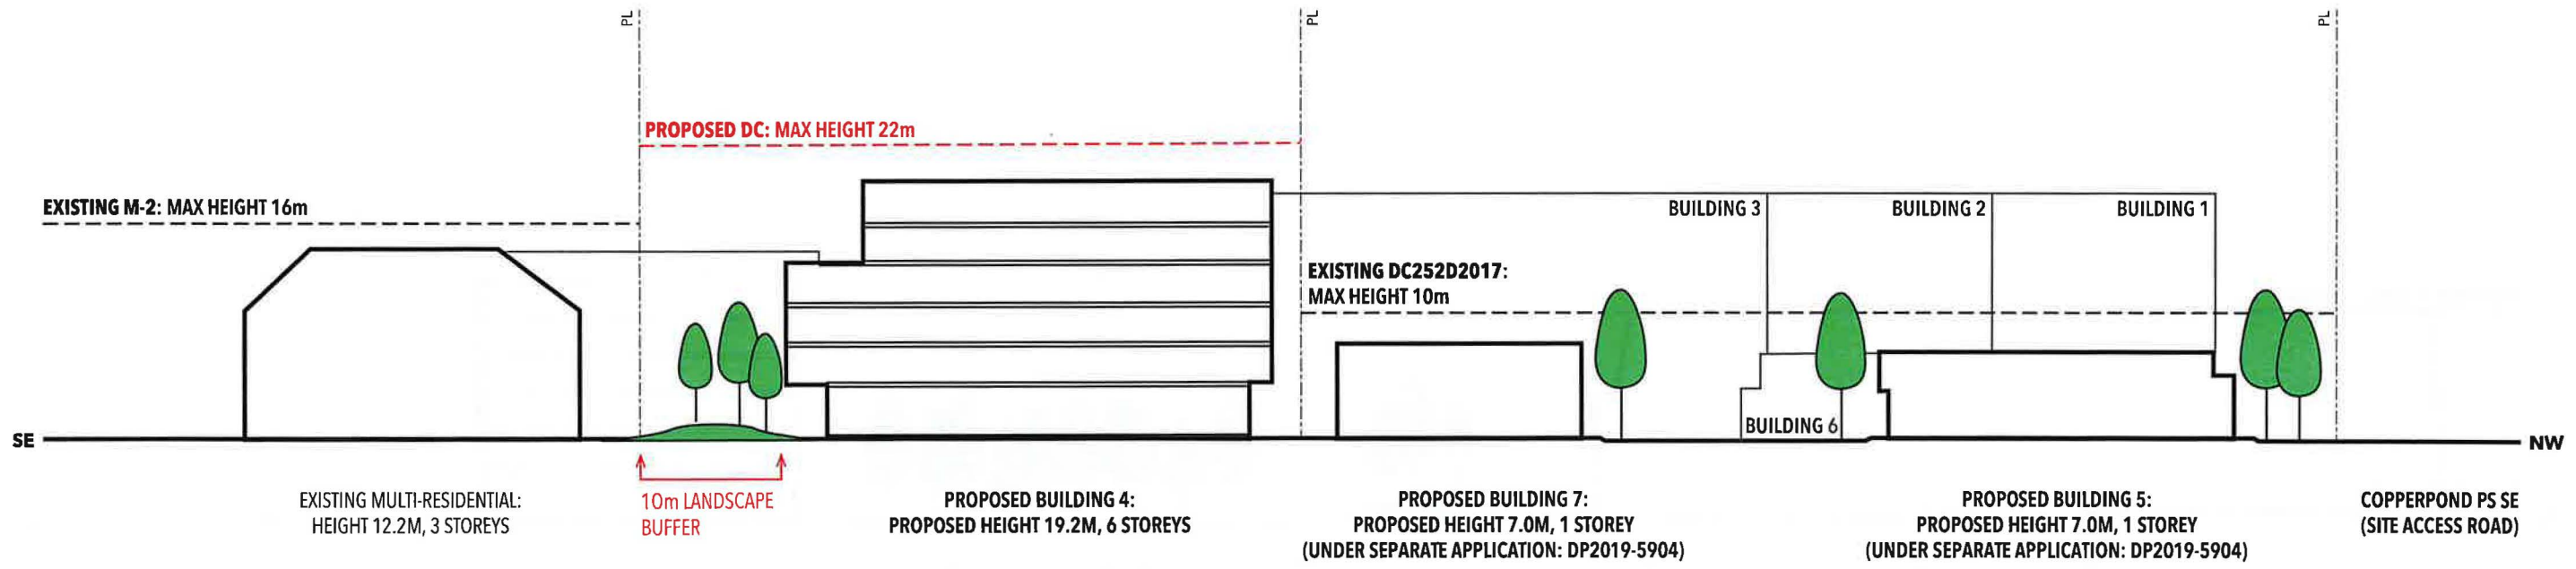 PL
PL
PL
PROPOSED DC: MAX HEIGHT 22m
EXISTING M-2: MAX HEIGHT 16m
BUILDING 3
BUILDING 2
BUILDING 1
EXISTING DC252D2017:
MAX HEIGHT 10m
BUILDING 6
SE
NW
EXISTING MULTI-RESIDENTIAL:
HEIGHT 12.2M, 3 STOREYS
10m LANDSCAPE
BUFFER
PROPOSED BUILDING 4:
PROPOSED HEIGHT 19.2M, 6 STOREYS
PROPOSED BUILDING 7:
PROPOSED HEIGHT 7.0M, 1 STOREY
(UNDER SEPARATE APPLICATION: DP2019-5904)
PROPOSED BUILDING 5:
PROPOSED HEIGHT 7.0M, 1 STOREY
(UNDER SEPARATE APPLICATION: DP2019-5904)
COPPERPOND PS SE
(SITE ACCESS ROAD)